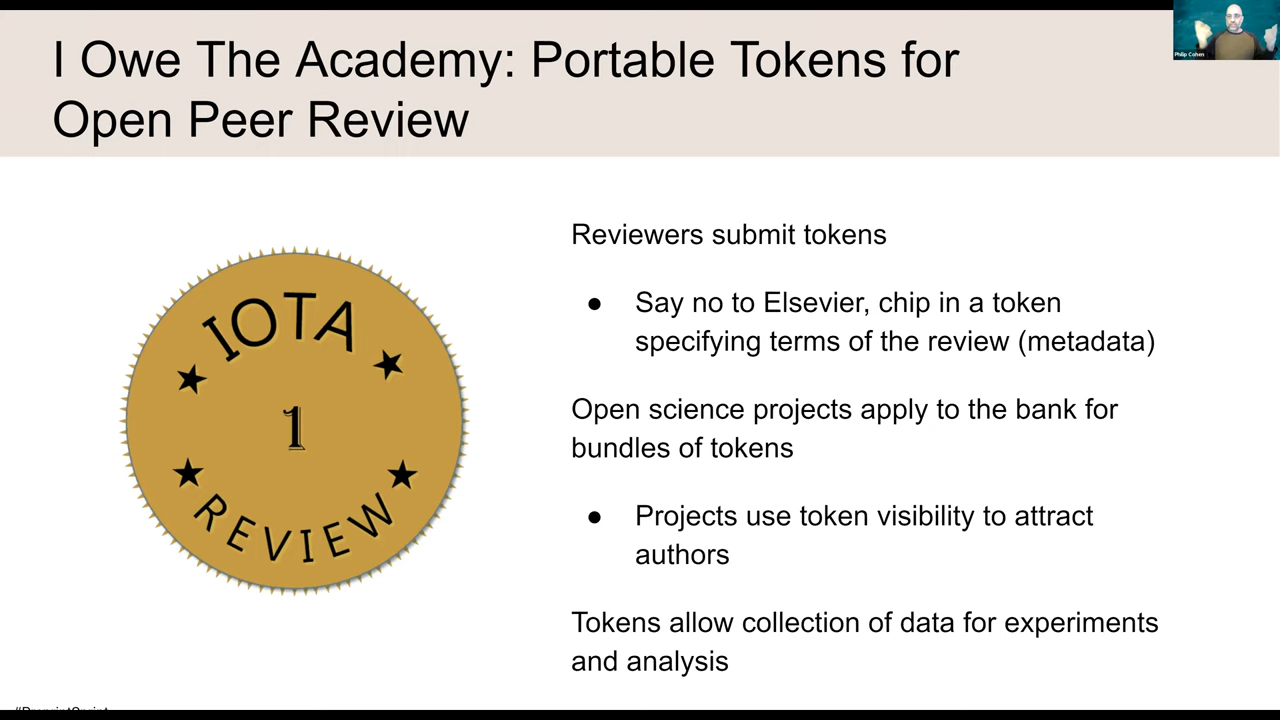 I Owe The Academy: Portable Tokens for
Open Peer Review
Philip Cohen
IOTA
1
REVIEW
Reviewers submit tokens
● Say no to Elsevier, chip in a token
specifying terms of the review (metadata)
Open science projects apply to the bank for
bundles of tokens
● Projects use token visibility to attract
authors
Tokens allow collection of data for experiments
and analysis